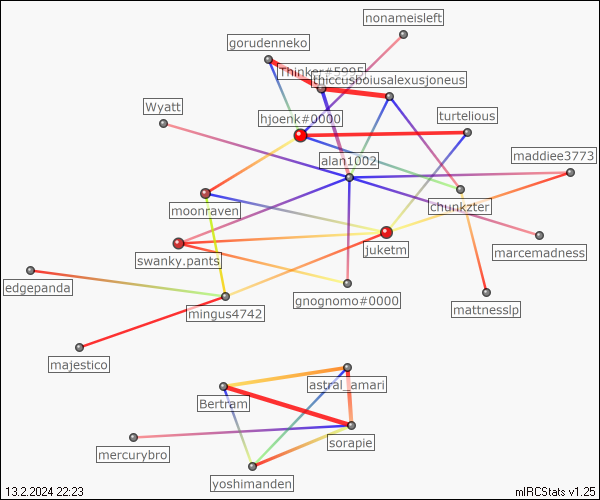 nonameisleft
gorudenneko
Thinker#5995
thiccusboiusalexusjoneus
Wyatt
hjoenk#0000
turtelious
alan1002
maddiee3773
moonraven
chunkzter
swanky.pants
juketm
marcemadness
edgepanda
gnognomo#0000
mingus4742
mattnesslp
majestico
astral_amari
Bertram
sorapie
mercurybro
yoshimanden
13.2.2024 22:23
mIRCStats v1.25